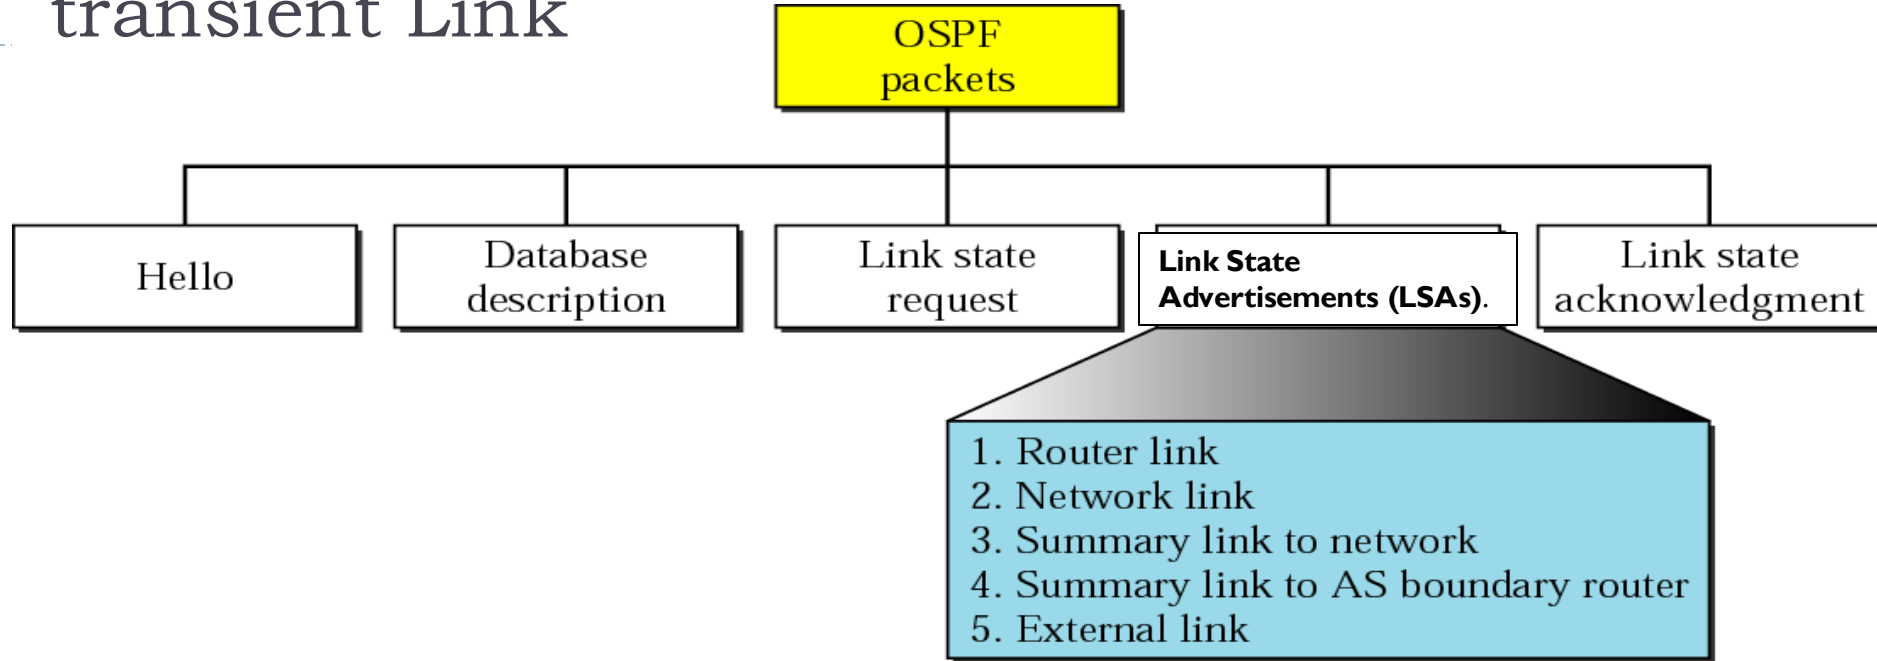 transient Link
OSPF
packets
Hello
Database
description
Link state
request
Link State
Advertisements (LSAs).
Link state
acknowledgment
1. Router link
2. Network link
3. Summary link to network
4. Summary link to AS boundary router
5. External link